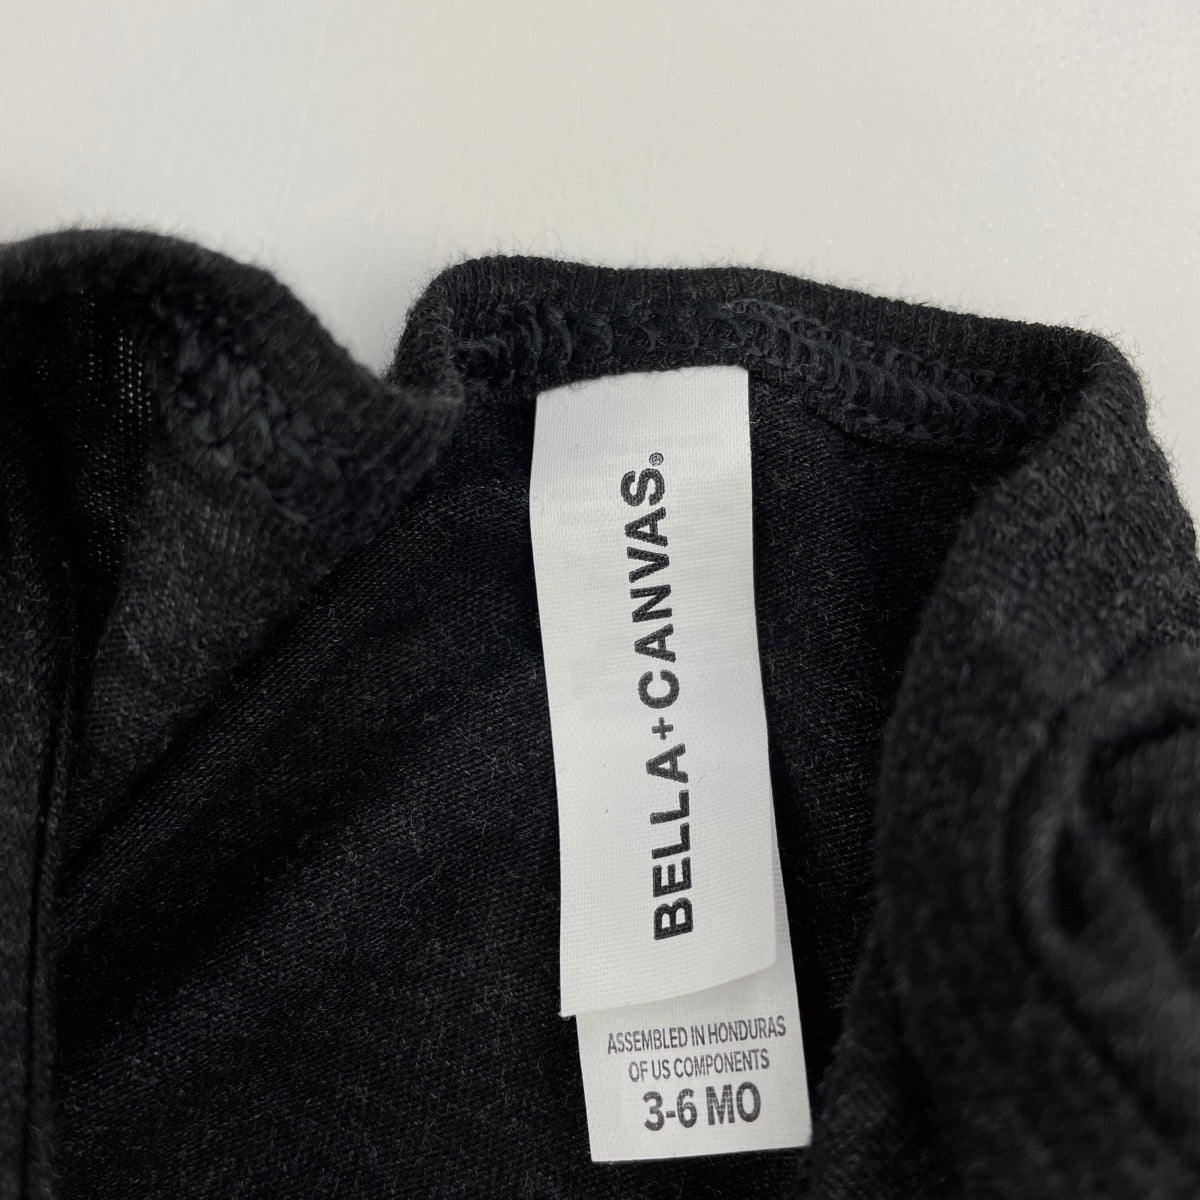 BELLA+CANVAS®
ASSEMBLED IN HONDURAS
OF US COMPONENTS
3-6 MO